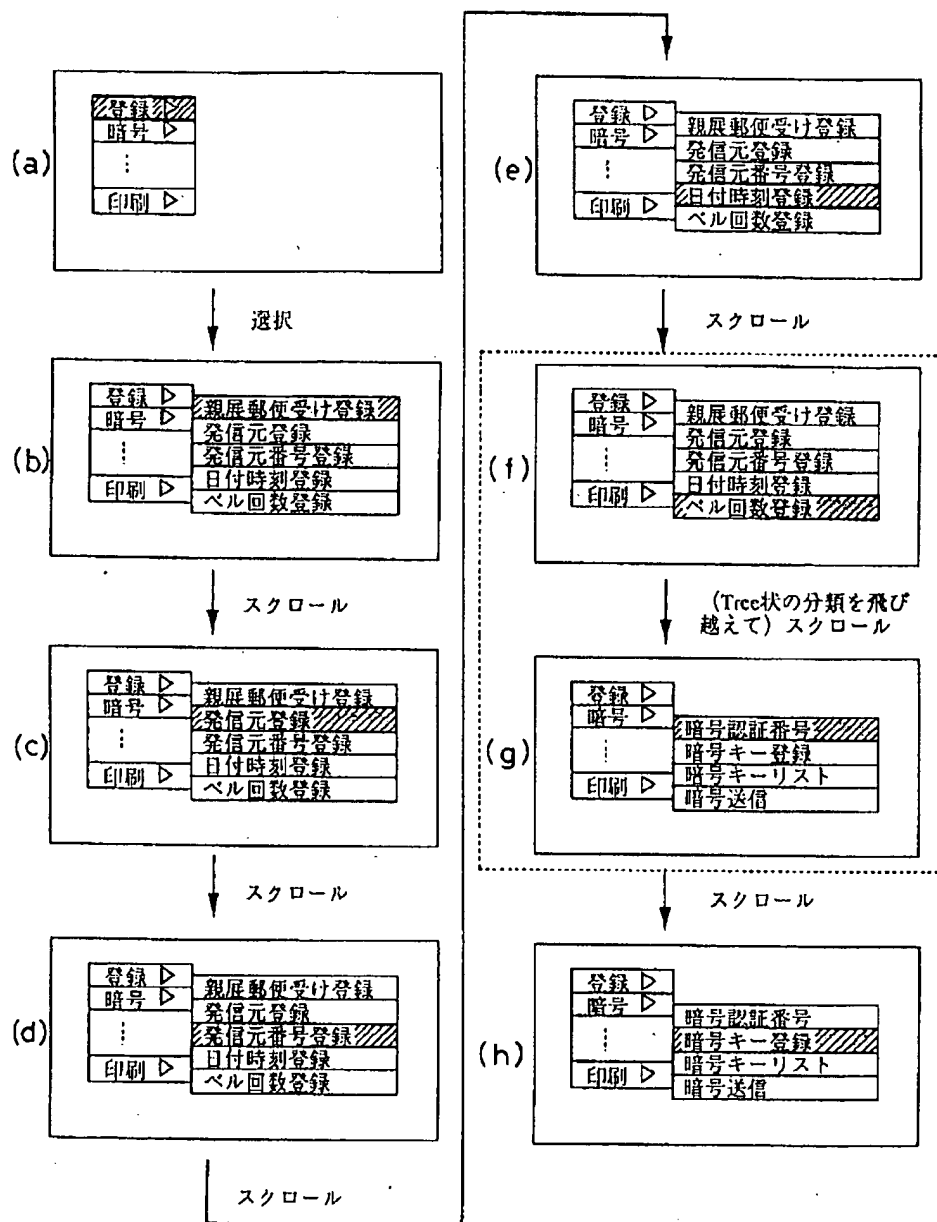 (a)
登録 ▷
暗号 ▷
⋮
印刷 ▷
選択
(b)
登録 ▷
暗号 ▷
⋮
印刷 ▷
親展郵便受け登録
発信元登録
発信元番号登録
日付時刻登録
ベル回数登録
スクロール
(c)
登録 ▷
暗号 ▷
⋮
印刷 ▷
親展郵便受け登録
発信元登録
発信元番号登録
日付時刻登録
ベル回数登録
スクロール
(d)
登録 ▷
暗号 ▷
⋮
印刷 ▷
親展郵便受け登録
発信元登録
発信元番号登録
日付時刻登録
ベル回数登録
スクロール
(e)
登録 ▷
暗号 ▷
⋮
印刷 ▷
親展郵便受け登録
発信元登録
発信元番号登録
日付時刻登録
ベル回数登録
スクロール
(f)
登録 ▷
暗号 ▷
⋮
印刷 ▷
親展郵便受け登録
発信元登録
発信元番号登録
日付時刻登録
ベル回数登録
(Tree状の分類を飛び
越えて) スクロール
(g)
登録 ▷
暗号 ▷
⋮
印刷 ▷
暗号認証番号
暗号キー登録
暗号キーリスト
暗号送信
スクロール
(h)
登録 ▷
暗号 ▷
⋮
印刷 ▷
暗号認証番号
暗号キー登録
暗号キーリスト
暗号送信